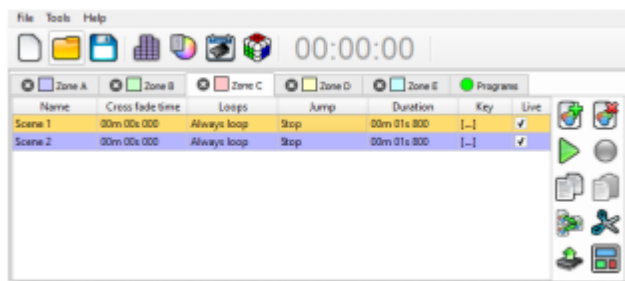 File Tools Help
00:00:00
Zone A Zone B Zone C Zone D Zone E Programs
Name Cross fade time Loops Jump Duration Key Live
Scene 1 00m 00s 000 Always loop Stop 00m 01s 800 [...] 
Scene 2 00m 00s 000 Always loop Stop 00m 01s 800 [...]